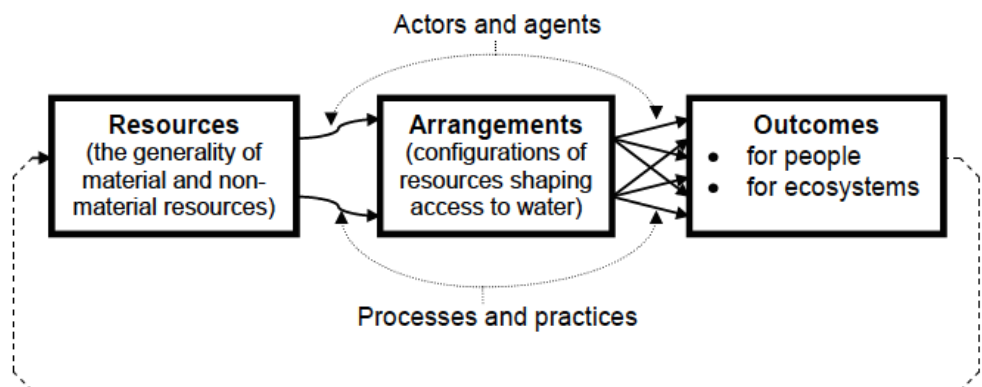 Actors and agents
Resources
(the generality of
material and non-
material resources)
Arrangements
(configurations of
resources shaping
access to water)
Outcomes
• for people
• for ecosystems
Processes and practices